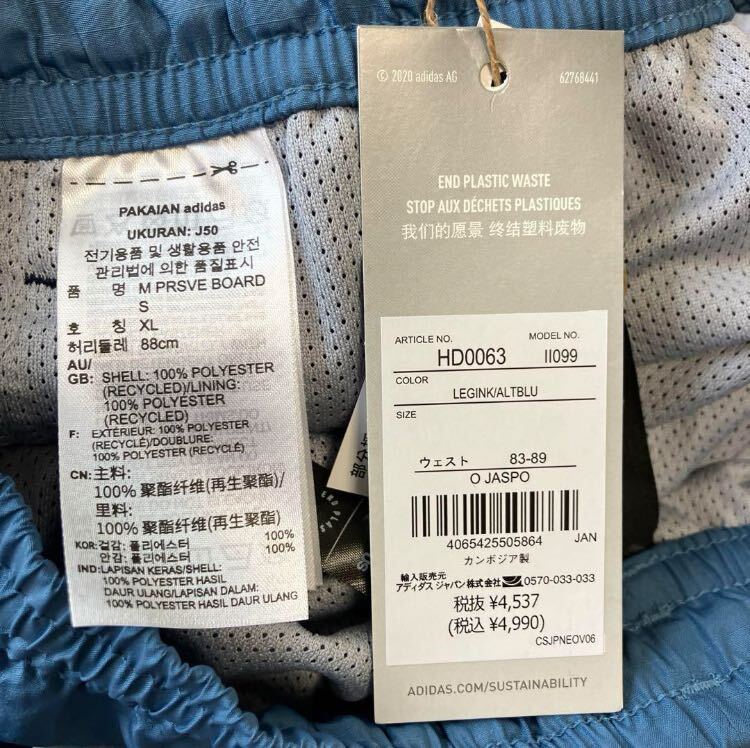 PAKAIAN adidas
UKURAN: J50
전기용품 및 생활용품 안전
관리법에 의한 품질표시
품 명 M PRSVE BOARD
S
호 칭 XL
허리둘레 88cm
AU/
GB: SHELL: 100% POLYESTER
(RECYCLED)/LINING:
100% POLYESTER
(RECYCLED)
F: EXTÉRIEUR: 100% POLYESTER
(RECYCLÉ)/DOUBLURE:
100% POLYESTER (RECYCLÉ)
CN: 主料:
100% 聚酯纤维(再生聚酯)/
里料:
100% 聚酯纤维(再生聚酯)
KOR: 겉감: 폴리에스터 100%
안감: 폴리에스터 100%
IND: LAPISAN KERAS/SHELL:
100% POLYESTER HASIL
DAUR ULANG/LAPISAN DALAM:
100% POLYESTER HASIL DAUR ULANG
© 2020 adidas AG 62768441
END PLASTIC WASTE
STOP AUX DÉCHETS PLASTIQUES
我们的愿景 终结塑料废物
ARTICLE NO. MODEL NO.
HD0063 II099
COLOR
LEGINK/ALTBLU
SIZE
ウェスト 83-89
O JASPO
4065425505864 JAN
カンボジア製
輸入販売元
アディダス ジャパン株式会社 0570-033-033
税抜 ¥4,537
(税込 ¥4,990)
CSJPNEOV06
ADIDAS.COM/SUSTAINABILITY